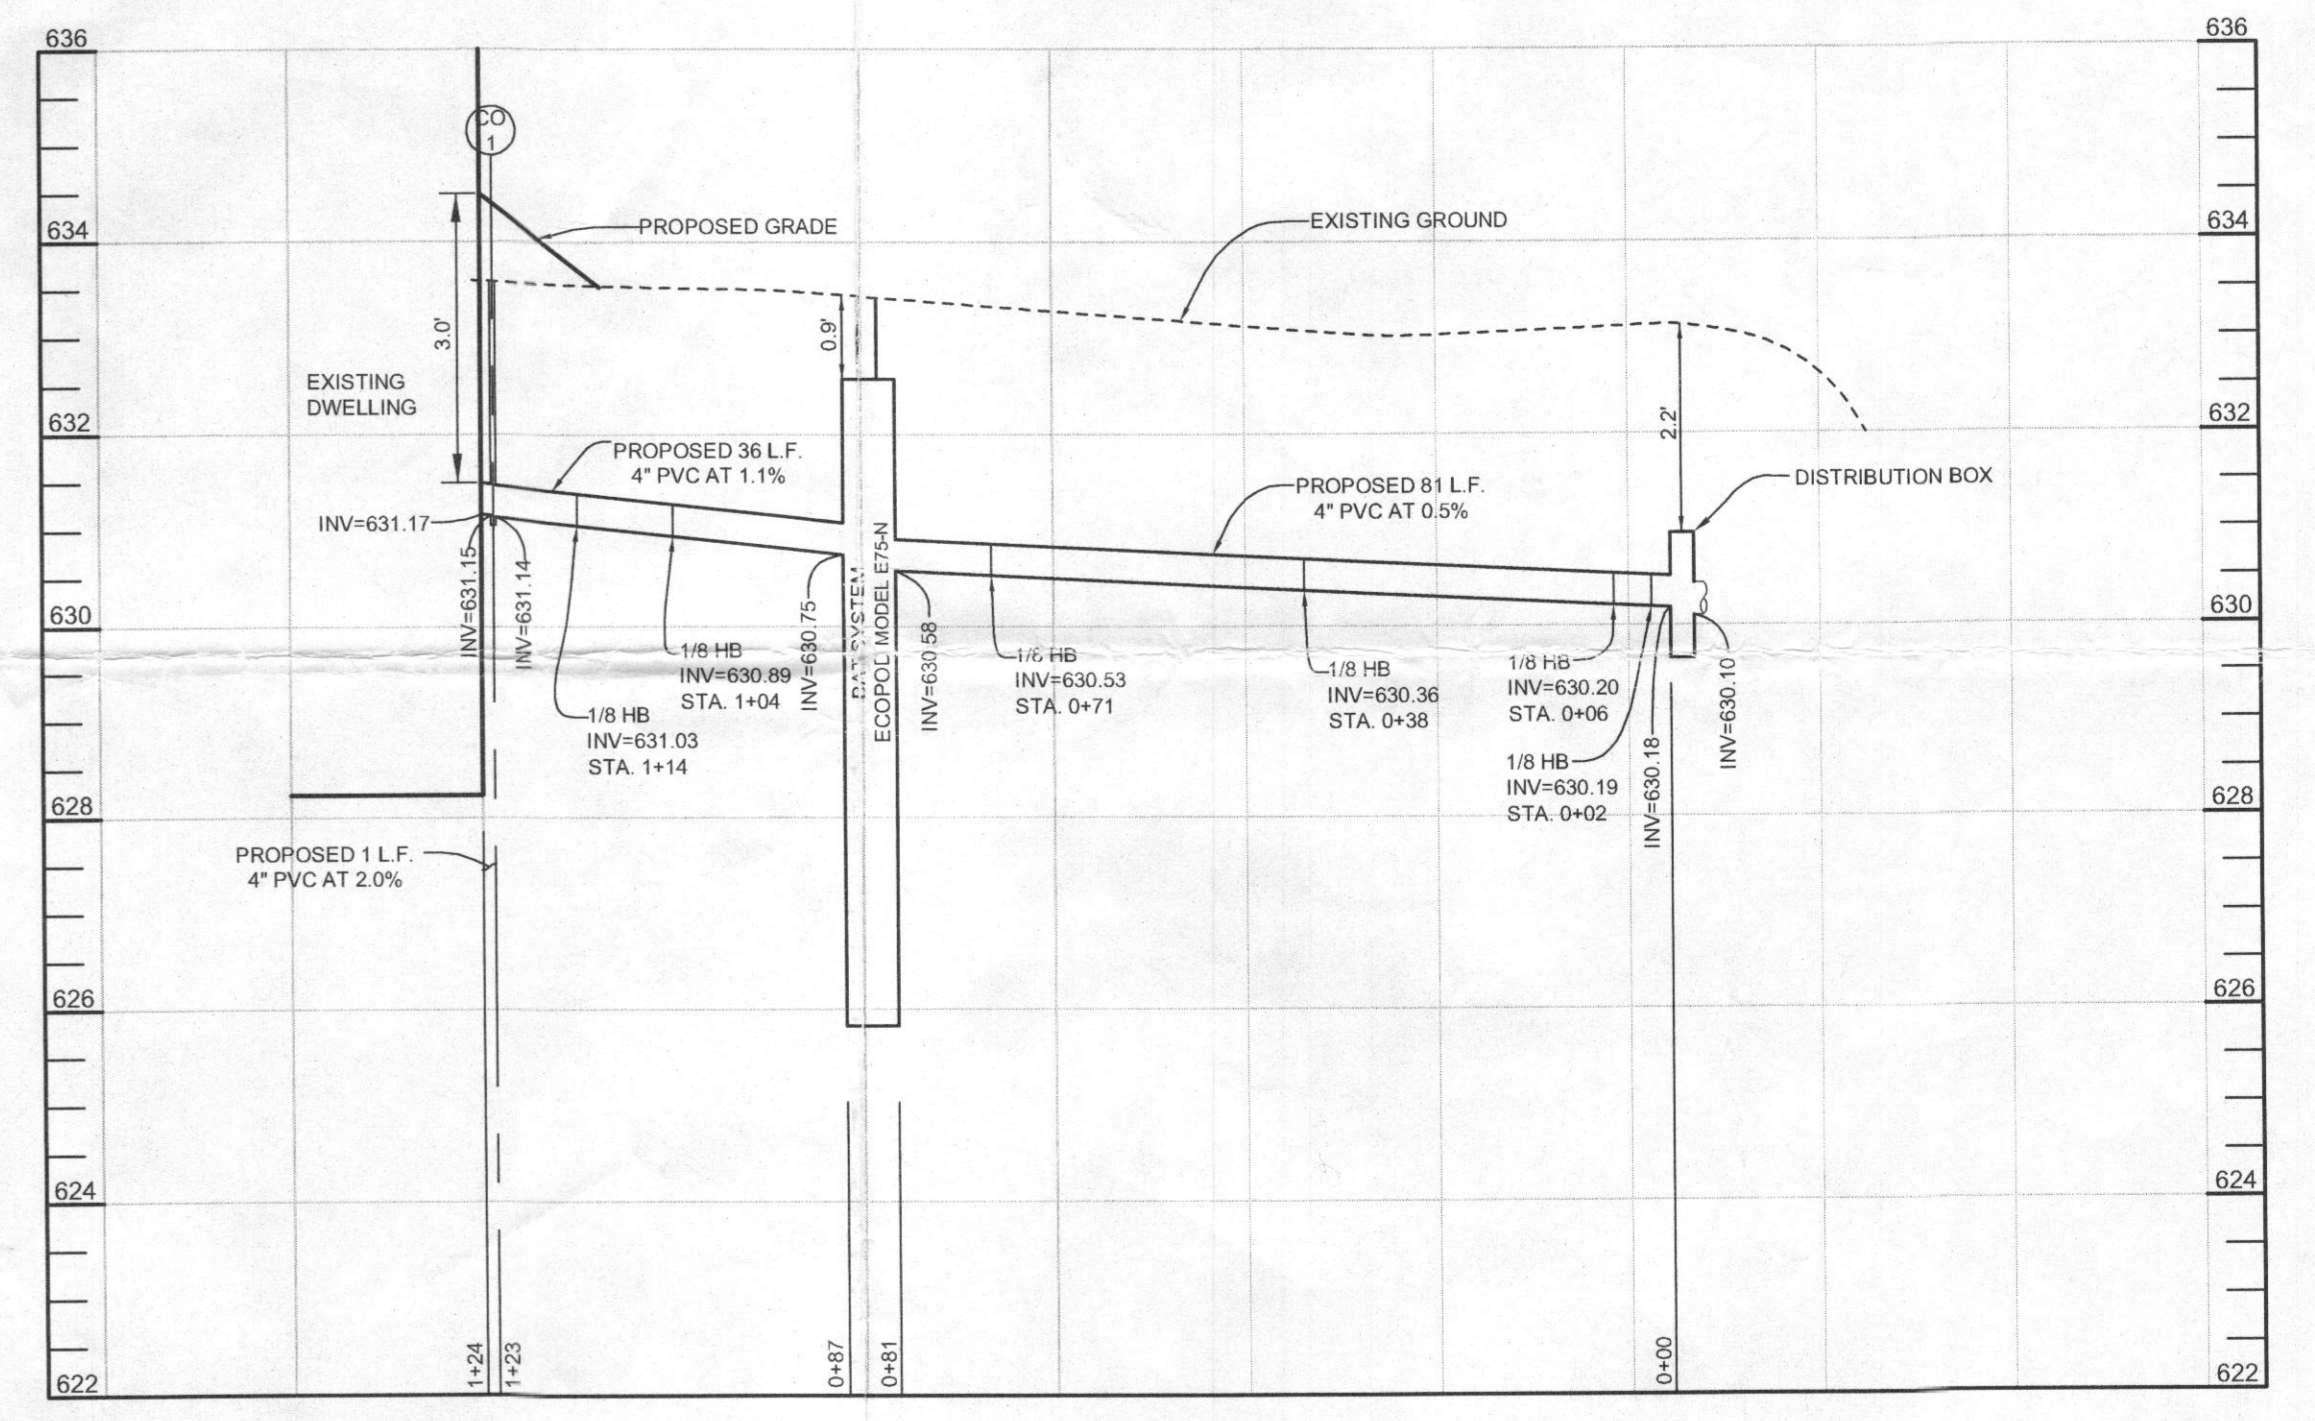 636
636
CO
1
634
PROPOSED GRADE
EXISTING GROUND
634
3.0'
0.9'
EXISTING
DWELLING
632
2.2'
632
PROPOSED 36 L.F.
4" PVC AT 1.1%
PROPOSED 81 L.F.
4" PVC AT 0.5%
DISTRIBUTION BOX
INV=631.17
INV=631.15
INV=631.14
630
INV=630.75
BAT SYSTEM
ECOPOD MODEL E75-N
INV=630.58
630
1/8 HB
INV=630.89
STA. 1+04
1/8 HB
INV=631.03
STA. 1+14
1/8 HB
INV=630.53
STA. 0+71
1/8 HB
INV=630.36
STA. 0+38
1/8 HB
INV=630.20
STA. 0+06
1/8 HB
INV=630.19
STA. 0+02
INV=630.18
INV=630.10
628
628
PROPOSED 1 L.F.
4" PVC AT 2.0%
626
626
624
624
622
1+24
1+23
0+87
0+81
0+00
622